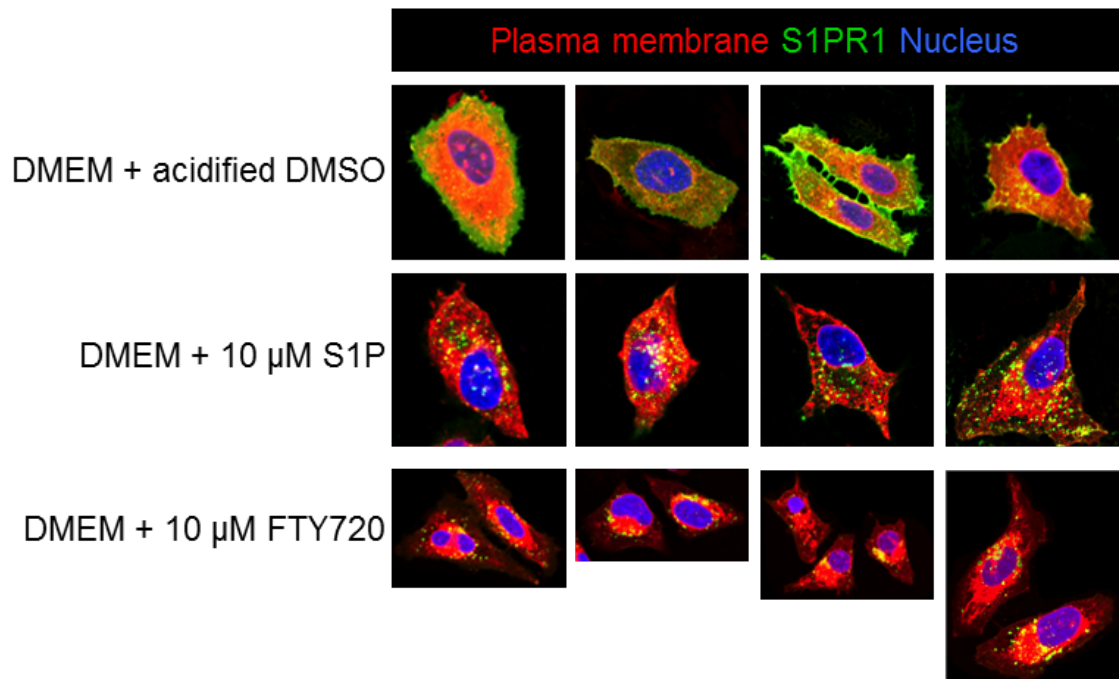 Plasma membrane S1PR1 Nucleus
DMEM + acidified DMSO
DMEM + 10 µM S1P
DMEM + 10 µM FTY720